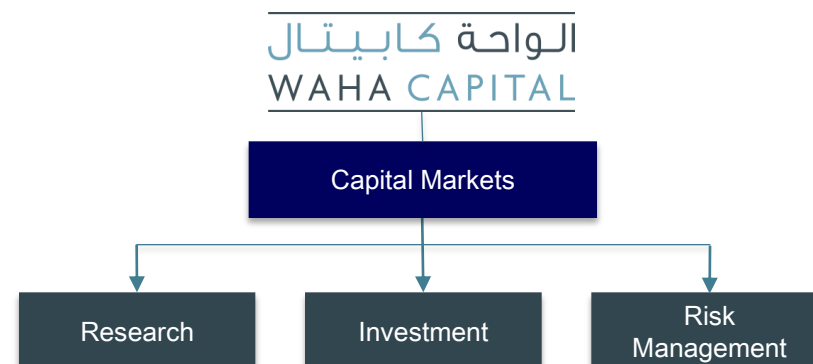 الواحة كابيتال
WAHA CAPITAL
Capital Markets
Research
Investment
Risk
Management